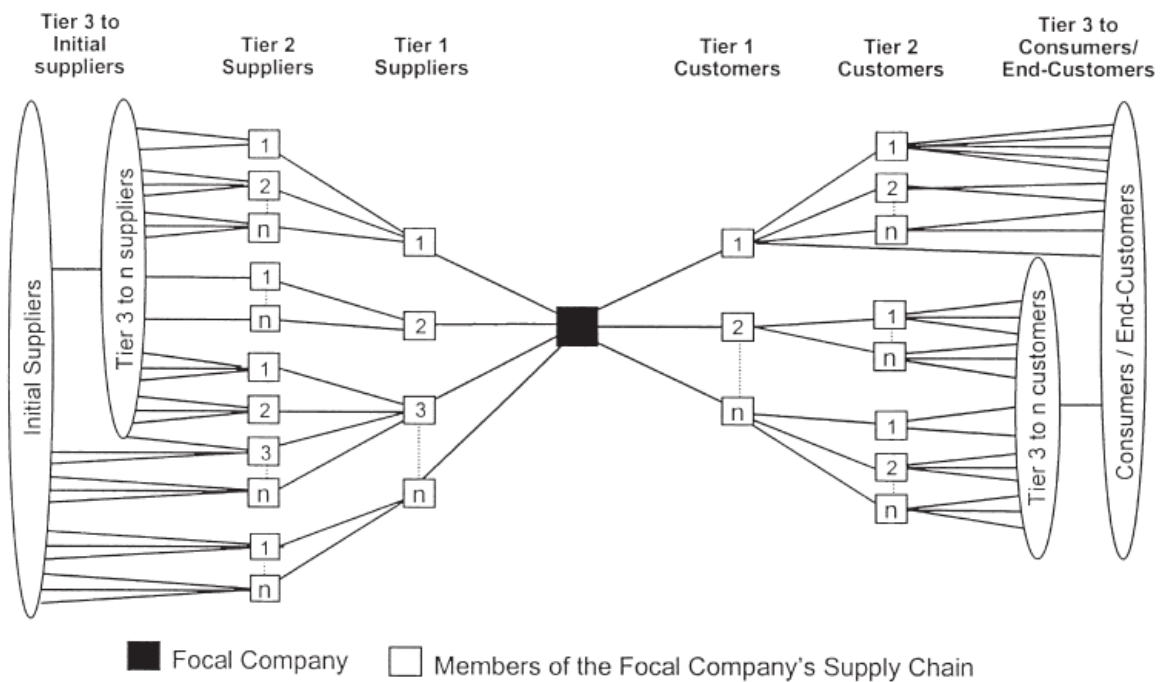 Tier 3 to
Initial
suppliers
Tier 2
Suppliers
Tier 1
Suppliers
Tier 1
Customers
Tier 2
Customers
Tier 3 to
Consumers/
End-Customers
Initial Suppliers
Tier 3 to n suppliers
1
2
n
1
n
1
2
3
n
1
n
1
2
3
n
1
2
n
1
2
n
1
n
1
2
n
Tier 3 to n customers
Consumers / End-Customers
Focal Company
Members of the Focal Company's Supply Chain